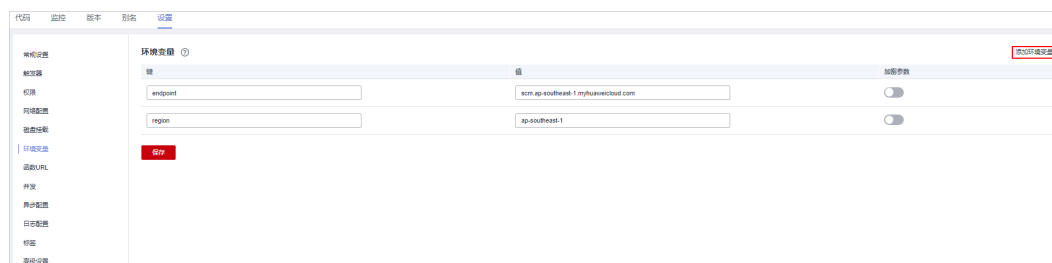 代码 监控 版本 别名 设置
常规设置
触发器
权限
网络配置
磁盘挂载
环境变量
函数URL
并发
异步配置
日志配置
标签
高级设置
环境变量 ?
添加环境变量
键 值 加密参数
endpoint scm.ap-southeast-1.myhuaweicloud.com
region ap-southeast-1
保存